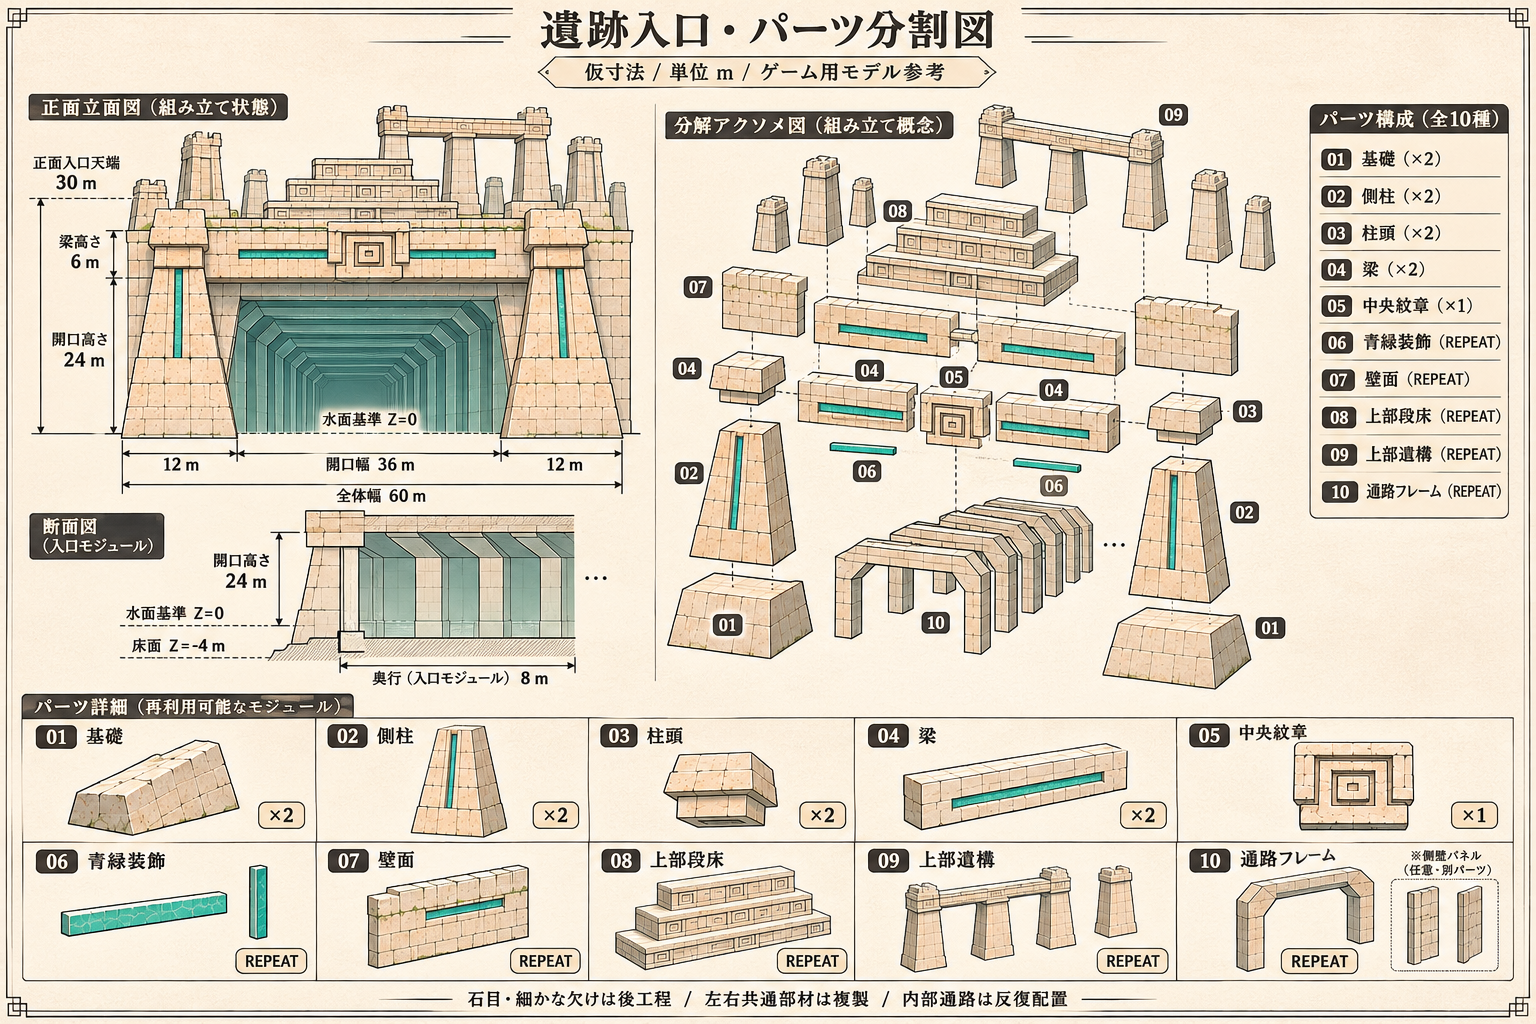 遺跡入口・パーツ分割図
仮寸法 / 単位 m / ゲーム用モデル参考
正面立面図（組み立て状態）
正面入口天端
30 m
梁高さ
6 m
開口高さ
24 m
水面基準 Z=0
12 m
開口幅 36 m
12 m
全体幅 60 m
断面図
（入口モジュール）
開口高さ
24 m
水面基準 Z=0
床面 Z=-4 m
奥行（入口モジュール） 8 m
...
分解アクソメ図（組み立て概念）
09
08
07
04
04
05
04
03
02
06
06
02
01
10
...
01
パーツ構成（全10種）
01 基礎（×2）
02 側柱（×2）
03 柱頭（×2）
04 梁（×2）
05 中央紋章（×1）
06 青緑装飾（REPEAT）
07 壁面（REPEAT）
08 上部段床（REPEAT）
09 上部遺構（REPEAT）
10 通路フレーム（REPEAT）
パーツ詳細（再利用可能なモジュール）
01 基礎
×2
02 側柱
×2
03 柱頭
×2
04 梁
×2
05 中央紋章
×1
06 青緑装飾
REPEAT
07 壁面
REPEAT
08 上部段床
REPEAT
09 上部遺構
REPEAT
10 通路フレーム
REPEAT
※側壁パネル
（任意・別パーツ）
石目・細かな欠けは後工程 / 左右共通部材は複製 / 内部通路は反復配置